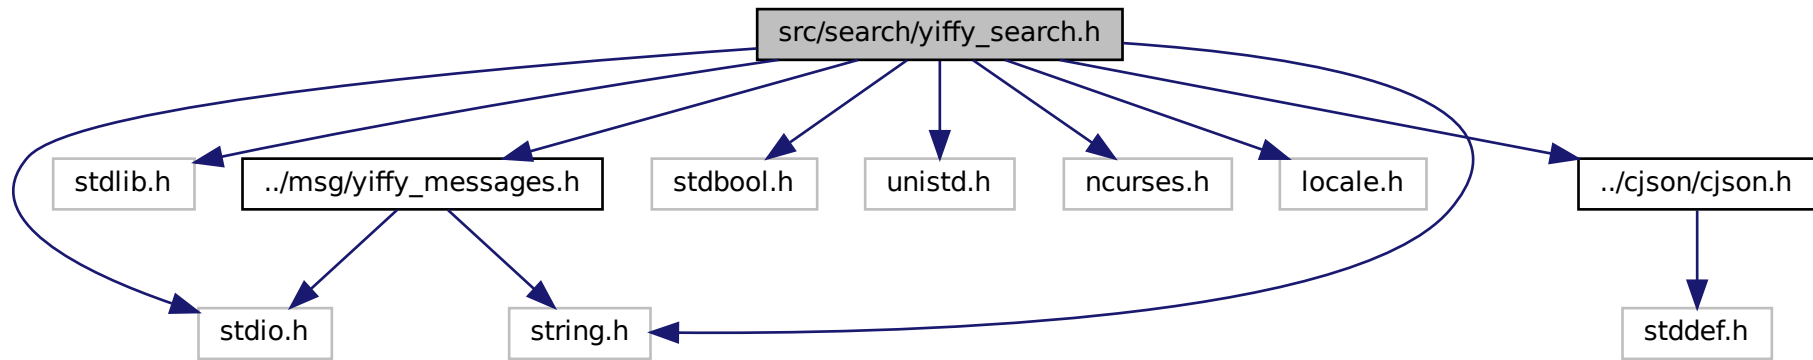 src/search/yiffy_search.h
stdlib.h
../msg/yiffy_messages.h
stdbool.h
unistd.h
ncurses.h
locale.h
../cjson/cjson.h
stdio.h
string.h
stddef.h